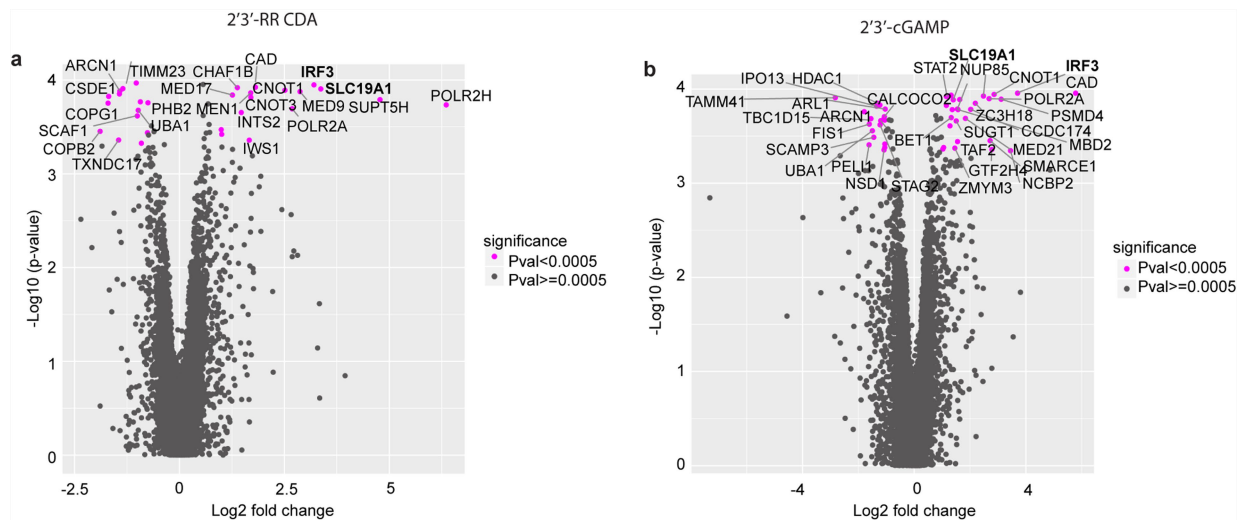 2'3'-RR CDA
a
CAD
ARCN1
TIMM23
CHAF1B
IRF3
CSDE1
MED17
CNOT1
SLC19A1
POLR2H
COPG1
PHB2
MEN1
CNOT3
MED9
SUPT5H
SCAF1
UBA1
INTS2
POLR2A
COPB2
IWS1
TXNDC17
4
3
2
1
0
-Log10 (p-value)
-2.5
0
2.5
5
Log2 fold change
significance
Pval<0.0005
Pval>=0.0005
2'3'-cGAMP
b
SLC19A1
STAT2
NUP85
IRF3
IPO13
HDAC1
CNOT1
CAD
TAMM41
ARL1
CALCOCO2
POLR2A
TBC1D15
ARCN1
ZC3H18
PSMD4
FIS1
SUGT1
CCDC174
BET1
MBD2
SCAMP3
TAF2
MED21
UBA1
PELI1
GTF2H4
SMARCE1
NSD1
STAG2
ZMYM3
NCBP2
4
3
2
1
0
-Log10 (p-value)
-4
0
4
Log2 fold change
significance
Pval<0.0005
Pval>=0.0005